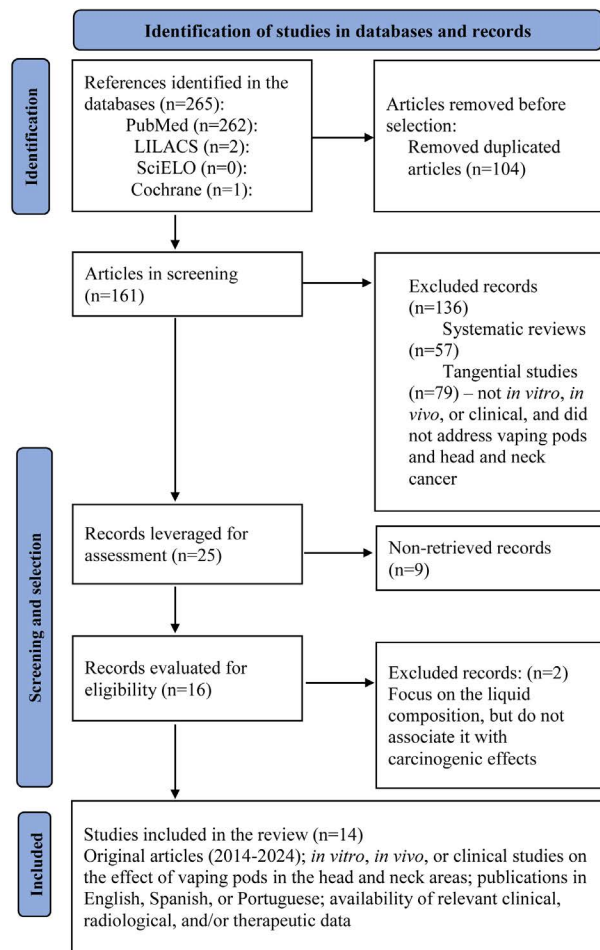 Identification of studies in databases and records
Identification
References identified in the
databases (n=265):
PubMed (n=262):
LILACS (n=2):
SciELO (n=0):
Cochrane (n=1):
Articles removed before
selection:
Removed duplicated
articles (n=104)
Articles in screening
(n=161)
Excluded records
(n=136)
Systematic reviews
(n=57)
Tangential studies
(n=79) – not in vitro, in
vivo, or clinical, and did
not address vaping pods
and head and neck
cancer
Screening and selection
Records leveraged for
assessment (n=25)
Non-retrieved records
(n=9)
Records evaluated for
eligibility (n=16)
Excluded records: (n=2)
Focus on the liquid
composition, but do not
associate it with
carcinogenic effects
Included
Studies included in the review (n=14)
Original articles (2014-2024); in vitro, in vivo, or clinical studies on
the effect of vaping pods in the head and neck areas; publications in
English, Spanish, or Portuguese; availability of relevant clinical,
radiological, and/or therapeutic data